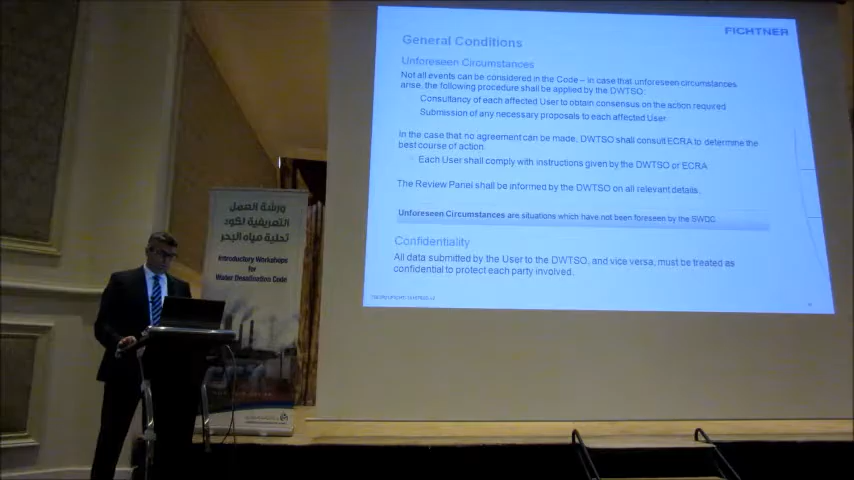 FICHTNER
General Conditions
Unforeseen Circumstances
Not all events can be considered in the Code – in case that unforeseen circumstances
arise, the following procedure shall be applied by the DWTSO:
Consultancy of each affected User to obtain consensus on the action required
Submission of any necessary proposals to each affected User
In the case that no agreement can be made, DWTSO shall consult ECRA to determine the
best course of action
Each User shall comply with instructions given by the DWTSO or ECRA
The Review Panel shall be informed by the DWTSO on all relevant details.
Unforeseen Circumstances are situations which have not been foreseen by the SWDC
Confidentiality
All data submitted by the User to the DWTSO, and vice versa, must be treated as
confidential to protect each party involved.
ورشة العمل
التعريفية لكود
تحلية مياه البحر
Introductory Workshops
for
Water Desalination Code